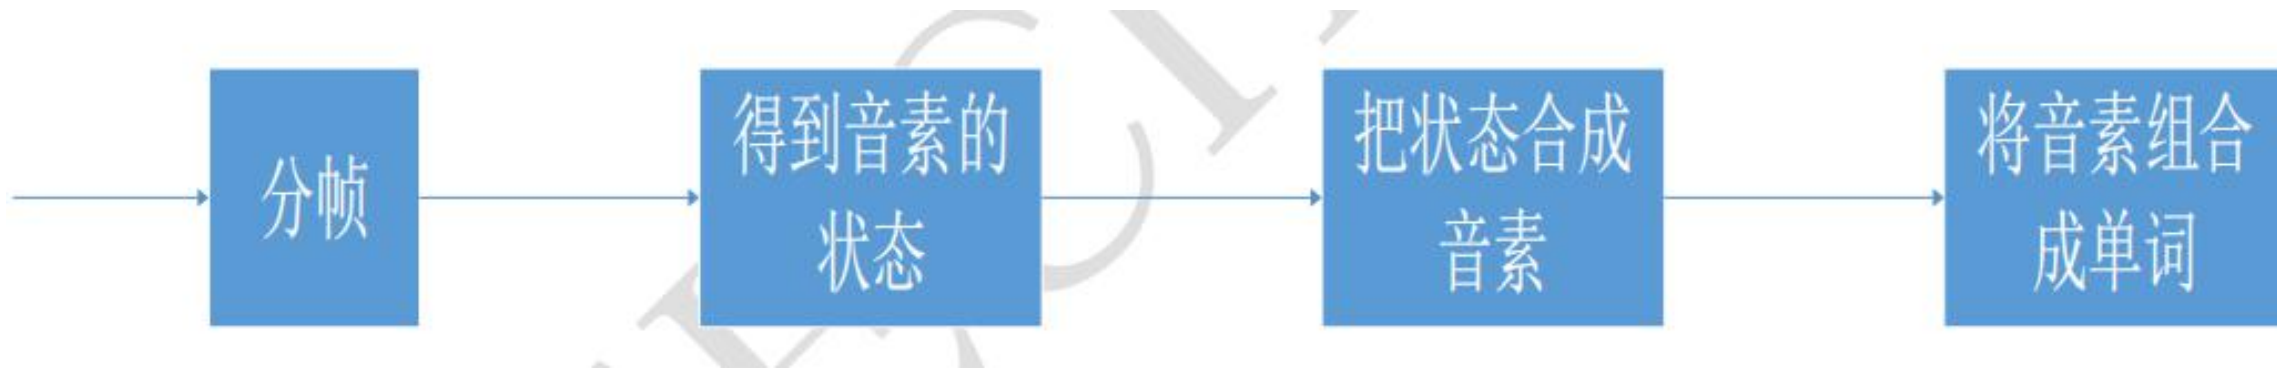 分帧
得到音素的
状态
把状态合成
音素
将音素组合
成单词